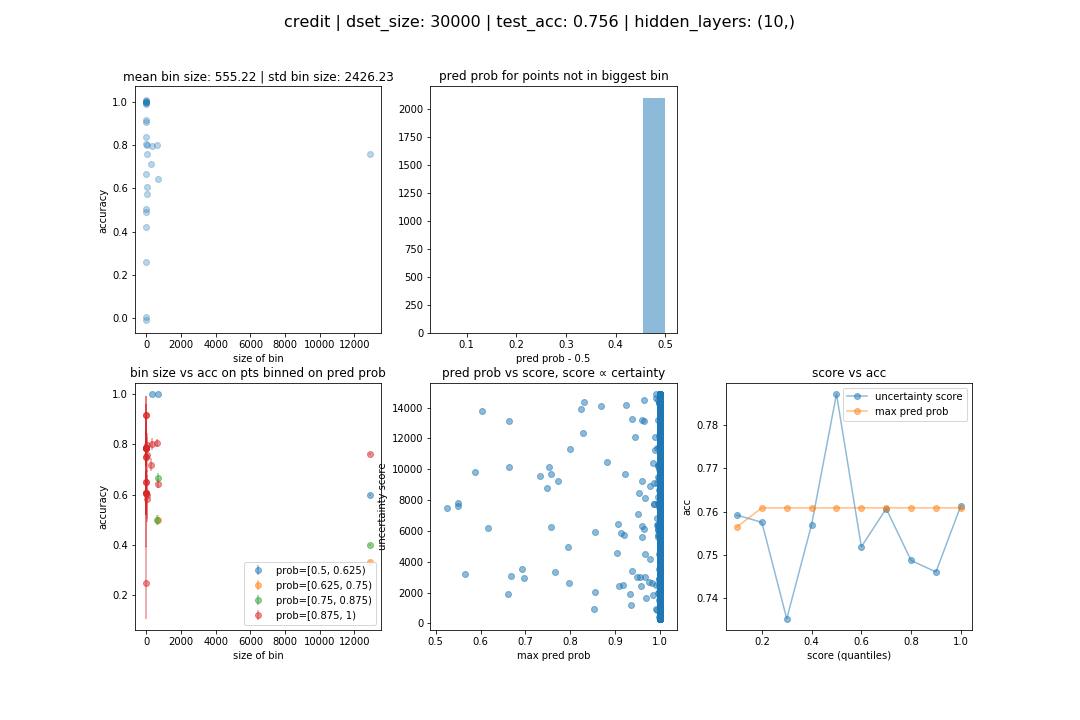 credit | dset_size: 30000 | test_acc: 0.756 | hidden_layers: (10,)
mean bin size: 555.22 | std bin size: 2426.23
1.0
0.8
0.6
0.4
0.2
0.0
accuracy
0 2000 4000 6000 8000 10000 12000
size of bin
pred prob for points not in biggest bin
2000
1750
1500
1250
1000
750
500
250
0
0.1 0.2 0.3 0.4 0.5
pred prob - 0.5
bin size vs acc on pts binned on pred prob
1.0
0.8
0.6
0.4
0.2
accuracy
prob=[0.5, 0.625)
prob=[0.625, 0.75)
prob=[0.75, 0.875)
prob=[0.875, 1)
0 2000 4000 6000 8000 10000 12000
size of bin
pred prob vs score, score ∝ certainty
14000
12000
10000
8000
6000
4000
2000
0
uncertainty score
0.5 0.6 0.7 0.8 0.9 1.0
max pred prob
score vs acc
uncertainty score
max pred prob
0.78
0.77
0.76
0.75
0.74
acc
0.2 0.4 0.6 0.8 1.0
score (quantiles)